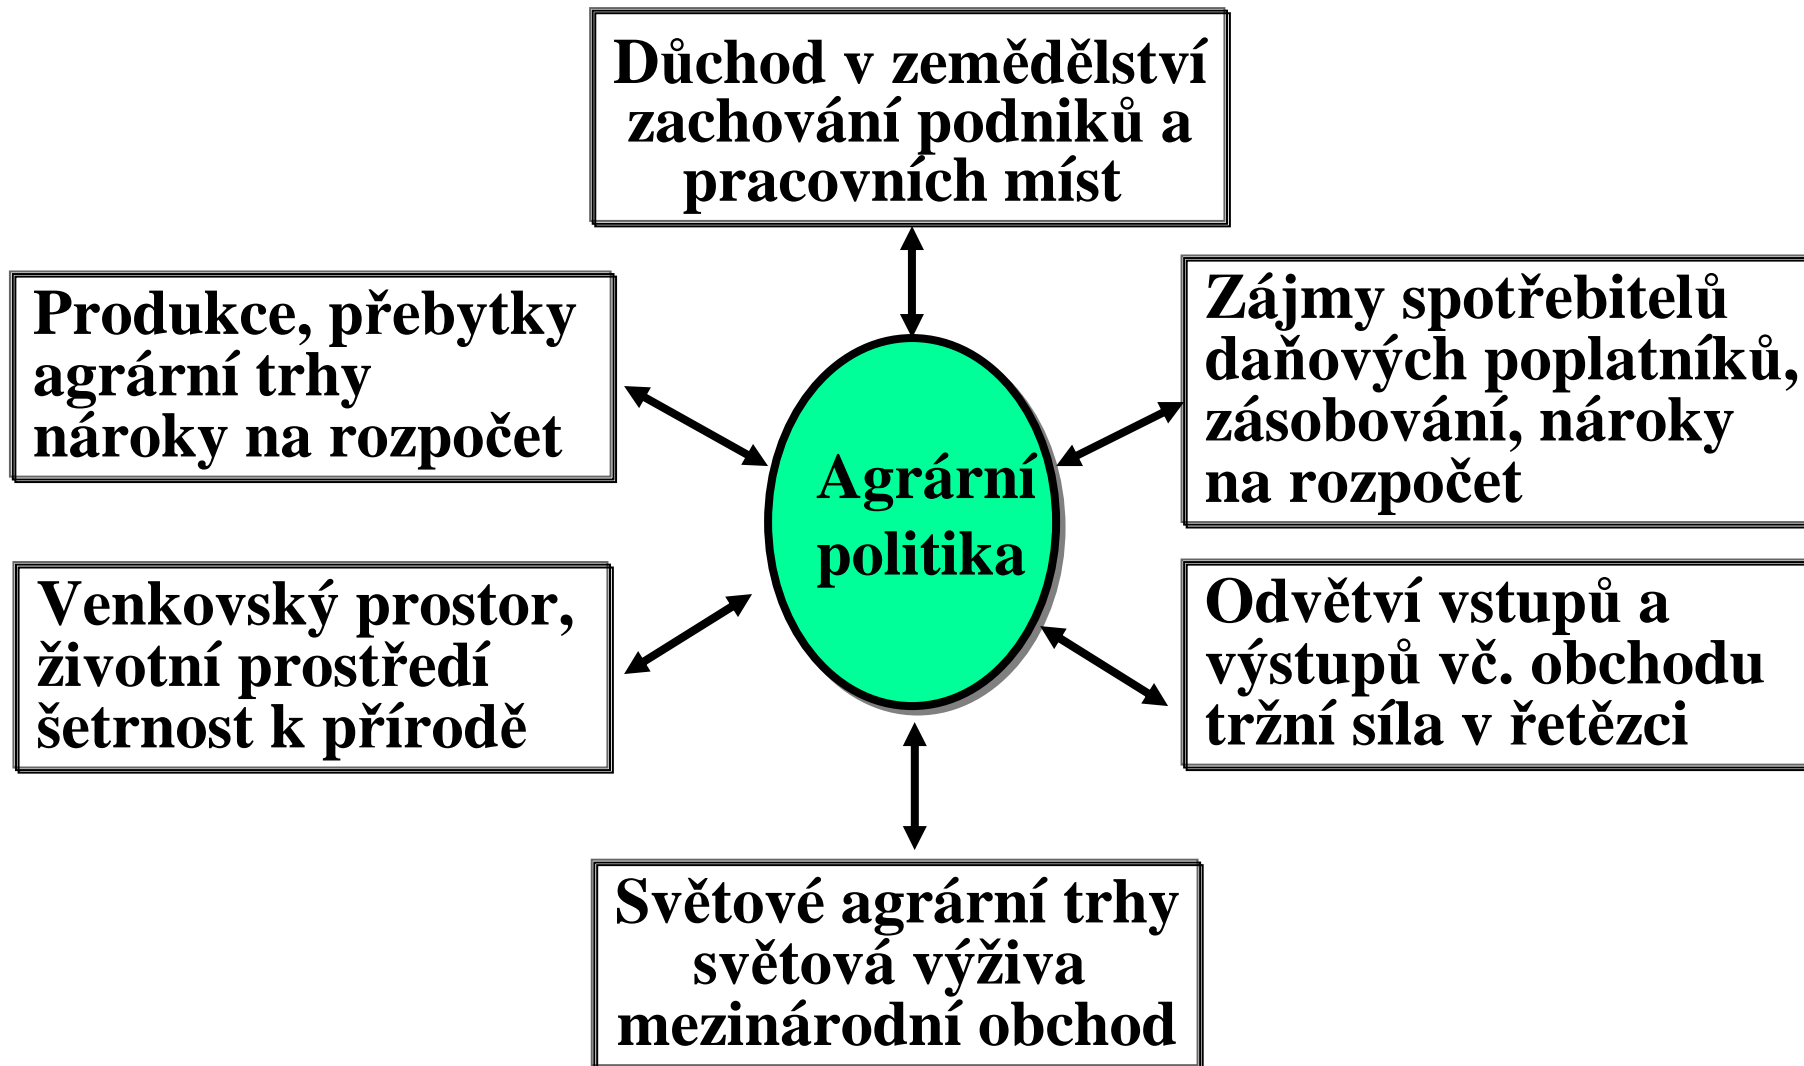 Důchod v zemědělství
zachování podniků a
pracovních míst
Produkce, přebytky
agrární trhy
nároky na rozpočet
Zájmy spotřebitelů
daňových poplatníků,
zásobování, nároky
na rozpočet
Agrární
politika
Venkovský prostor,
životní prostředí
šetrnost k přírodě
Odvětví vstupů a
výstupů vč. obchodu
tržní síla v řetězci
Světové agrární trhy
světová výživa
mezinárodní obchod